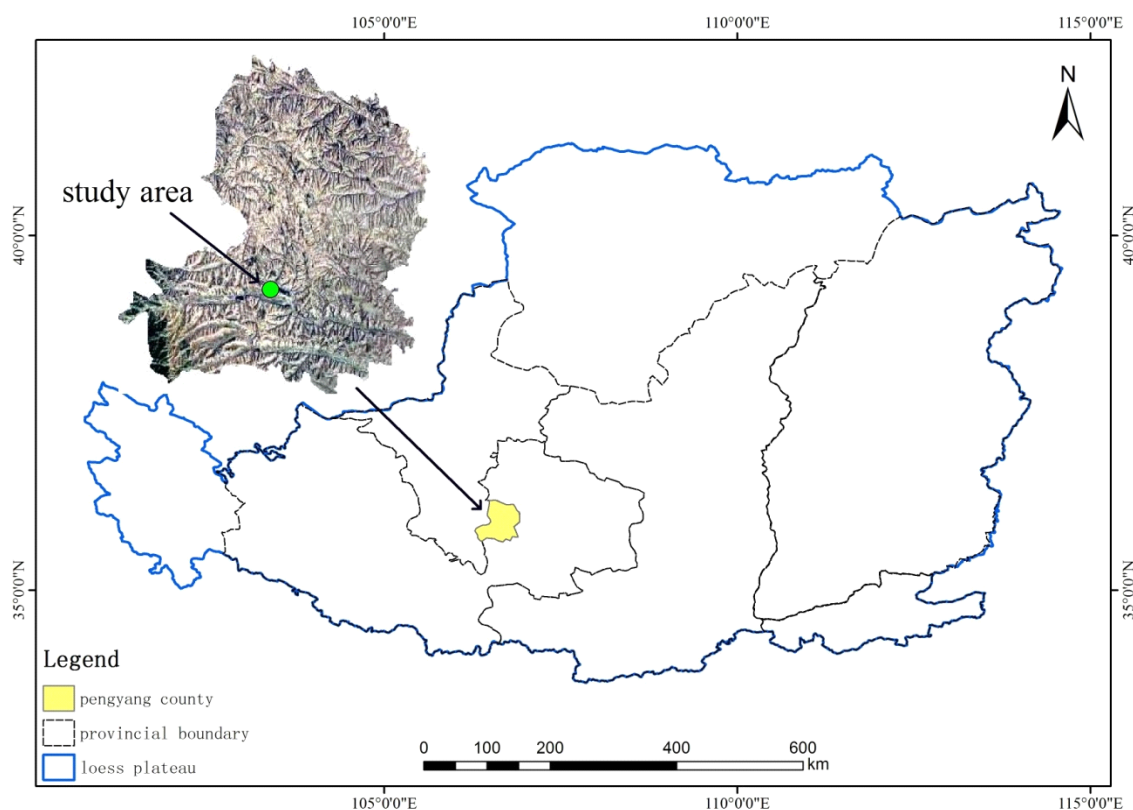 105°0'0"E
110°0'0"E
115°0'0"E
N
study area
40°0'0"N
40°0'0"N
35°0'0"N
35°0'0"N
Legend
pengyang county
provincial boundary
loess plateau
0 100 200 400 600
km
105°0'0"E
110°0'0"E
115°0'0"E